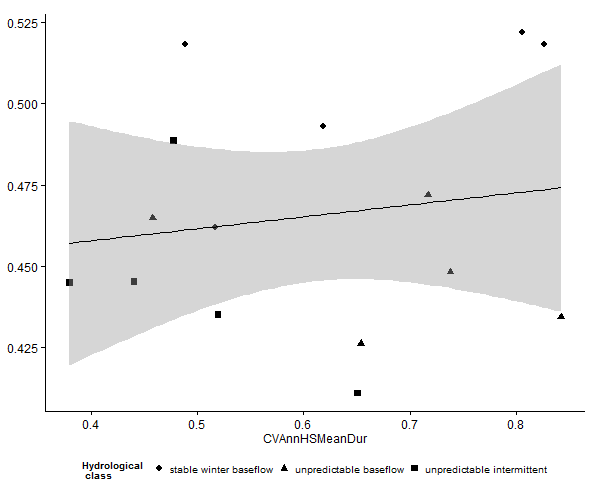 0.525
0.500
0.475
0.450
0.425
0.4 0.5 0.6 0.7 0.8
CVAnnHSMeanDur
Hydrological
class
stable winter baseflow unpredictable baseflow unpredictable intermittent